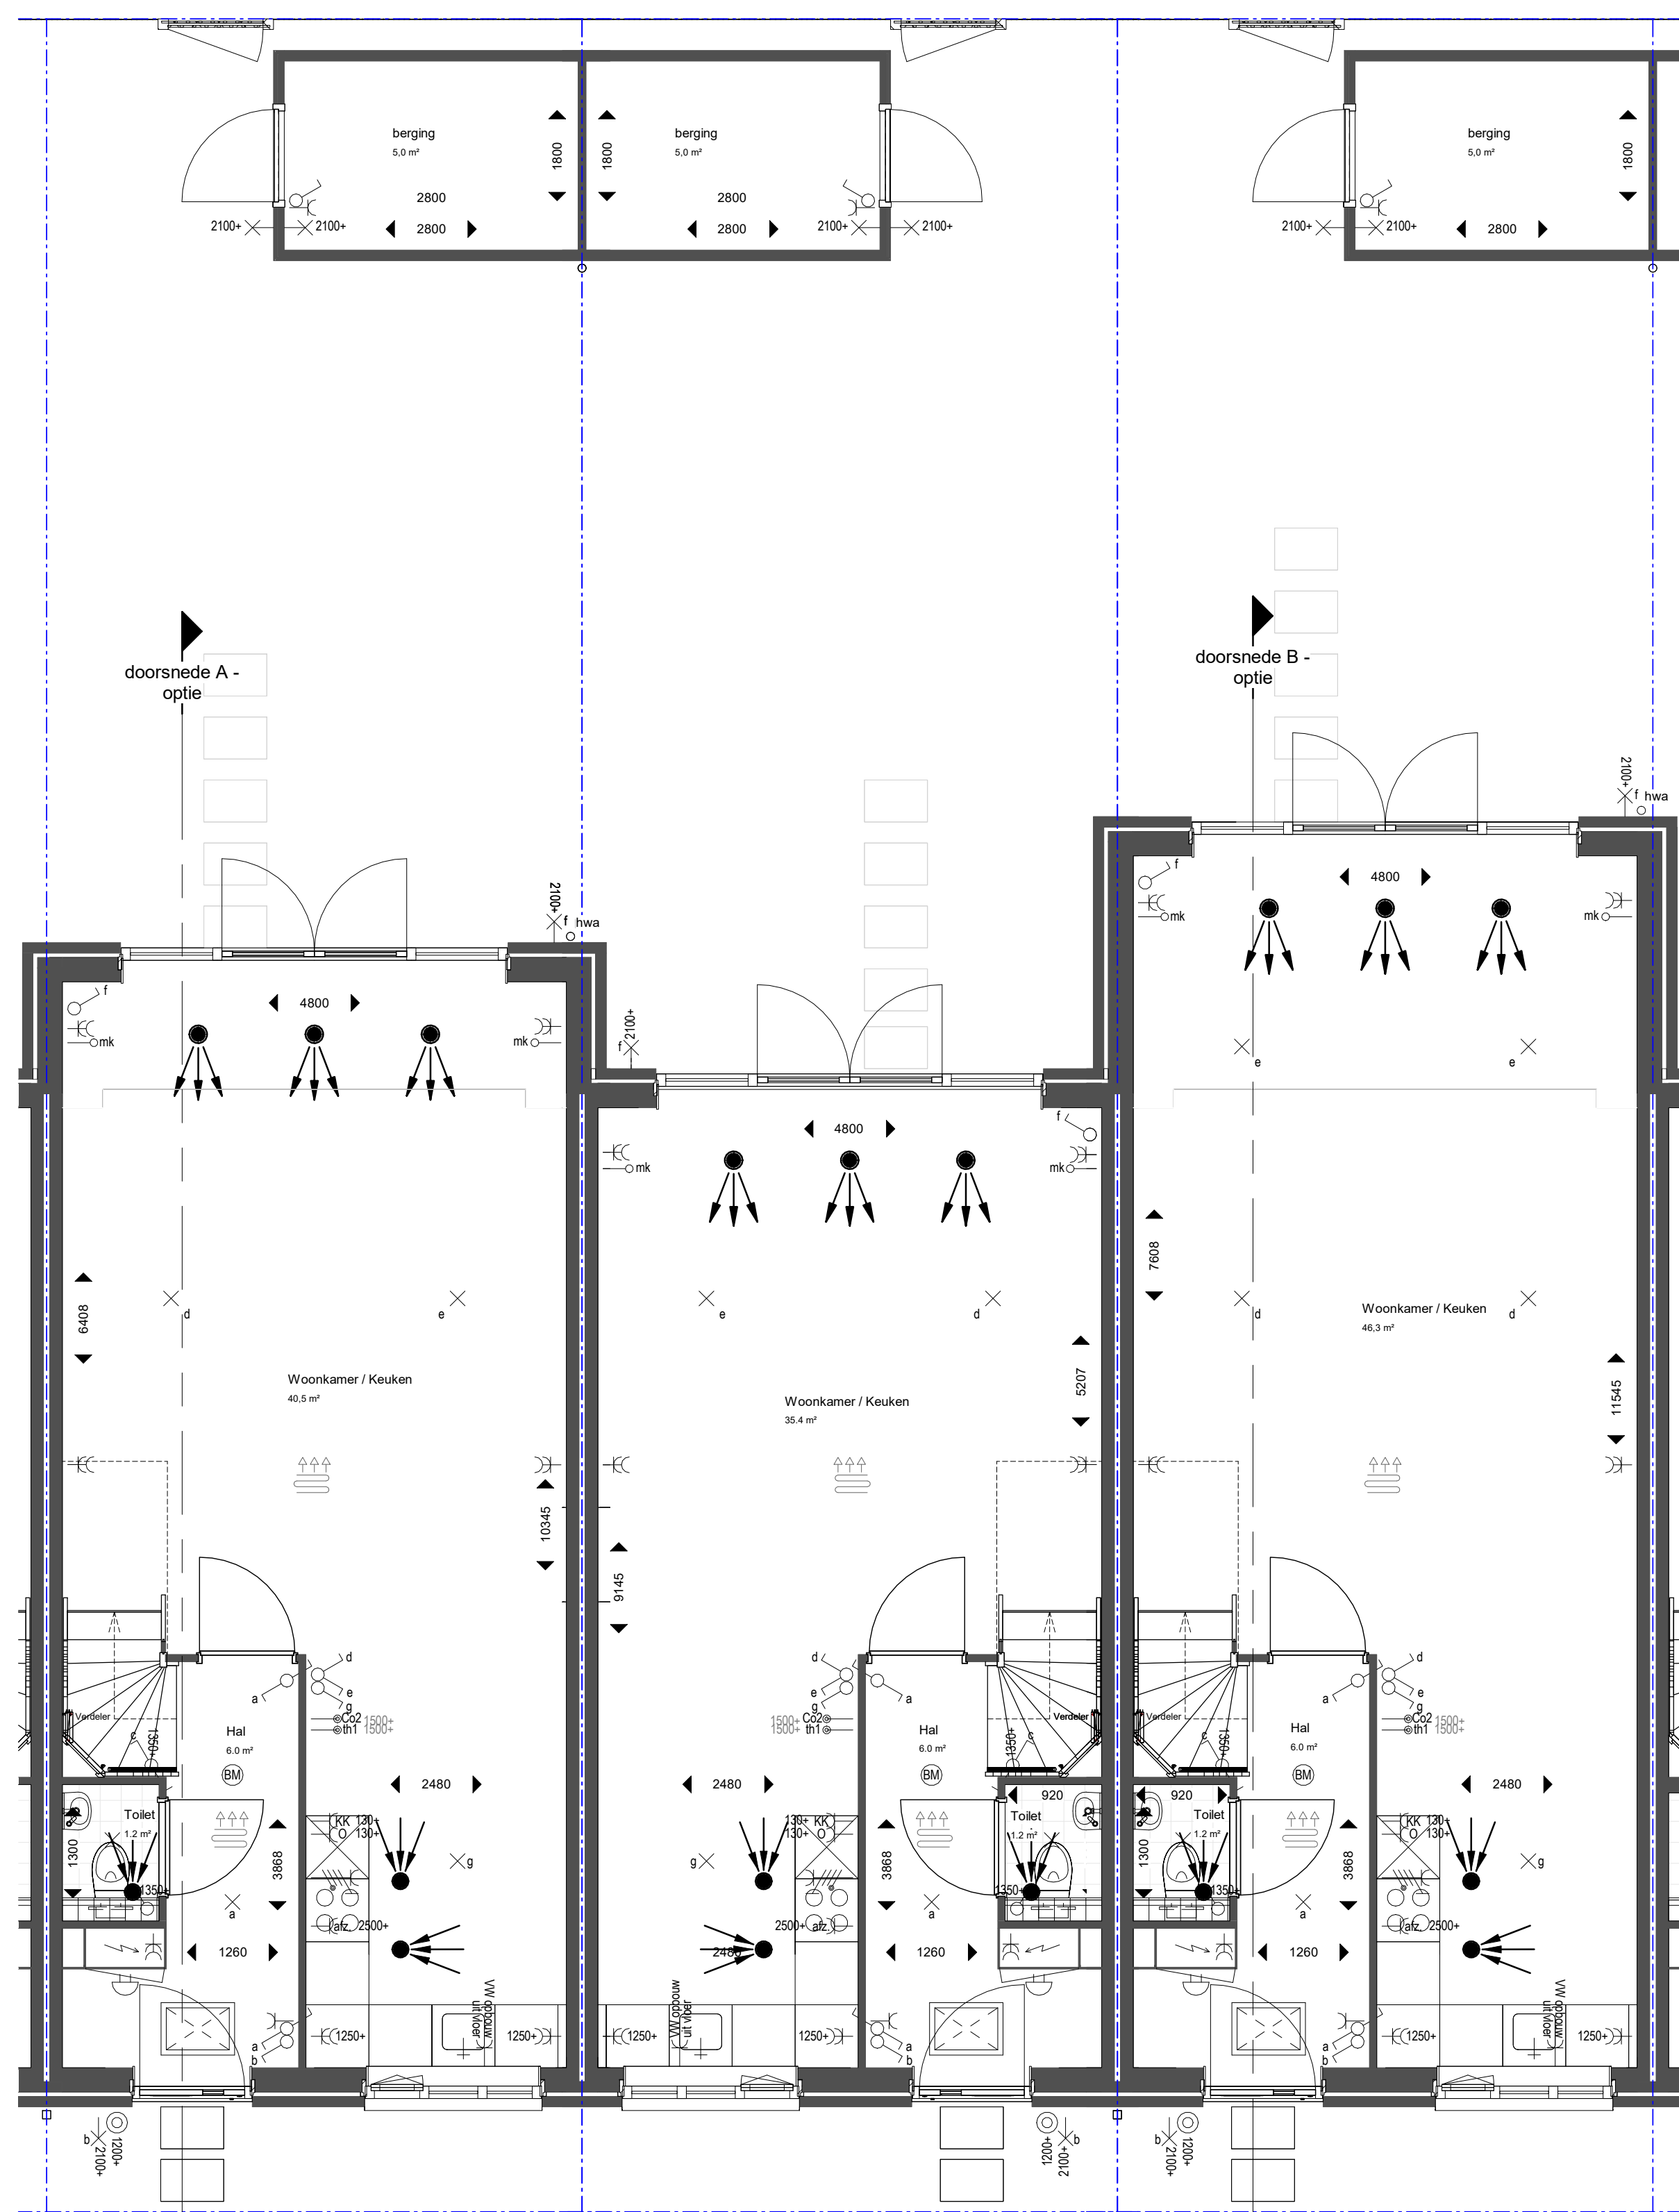 berging
5,0 m²
1800
1800
2800
2800
2100+
2100+
berging
5,0 m²
2800
2800
2100+
2100+
berging
5,0 m²
1800
2800
2100+
2100+
doorsnede A -
optie
doorsnede B -
optie
2100+
f
hwa
2100+
f
hwa
f
2100+
f
4800
mk
mk
f
4800
mk
mk
4800
f
mk
mk
e
e
6408
d
e
Woonkamer / Keuken
40,5 m²
10345
e
d
5207
Woonkamer / Keuken
35.4 m²
9145
7608
d
d
Woonkamer / Keuken
46,3 m²
11545
Verdeler
c
1350+
a
Hal
6.0 m²
BM
d
e
g
Co2 1500+
th1 1500+
2480
Toilet
1.2 m²
1300
1350+
3868
a
1260
KK 130+
O 130+
g
afz. 2500+
1250+
1250+
VW opbouw
uit vloer
a
b
b
2100+
1200+
d
e
g
1500+ Co2
1500+ th1
a
Hal
6.0 m²
BM
1350+
c
Verdeler
2480
130+ KK
130+ O
g
2500+ afz.
2480
3868
a
1260
920
Toilet
1.2 m²
1350+
VW opbouw
uit vloer
1250+
1250+
a
b
1200+
2100+
b
Verdeler
c
1350+
a
Hal
6.0 m²
BM
d
e
g
Co2 1500+
th1 1500+
2480
920
Toilet
1.2 m²
1300
1350+
3868
a
1260
KK 130+
O 130+
g
afz. 2500+
1250+
1250+
VW opbouw
uit vloer
a
b
b
2100+
1200+